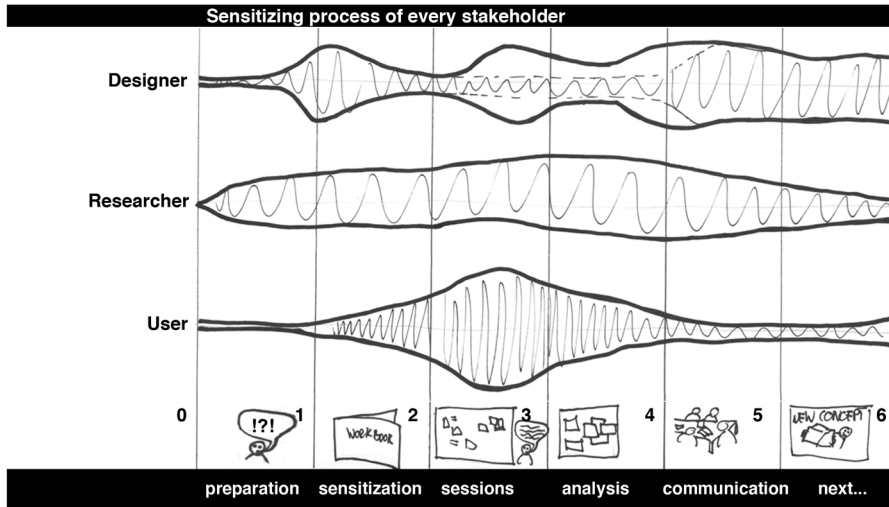 Sensitizing process of every stakeholder
Designer
Researcher
User
0 1 2 3 4 5 6
!?!
WORKBOOK
NEW CONCEPT
preparation sensitization sessions analysis communication next...